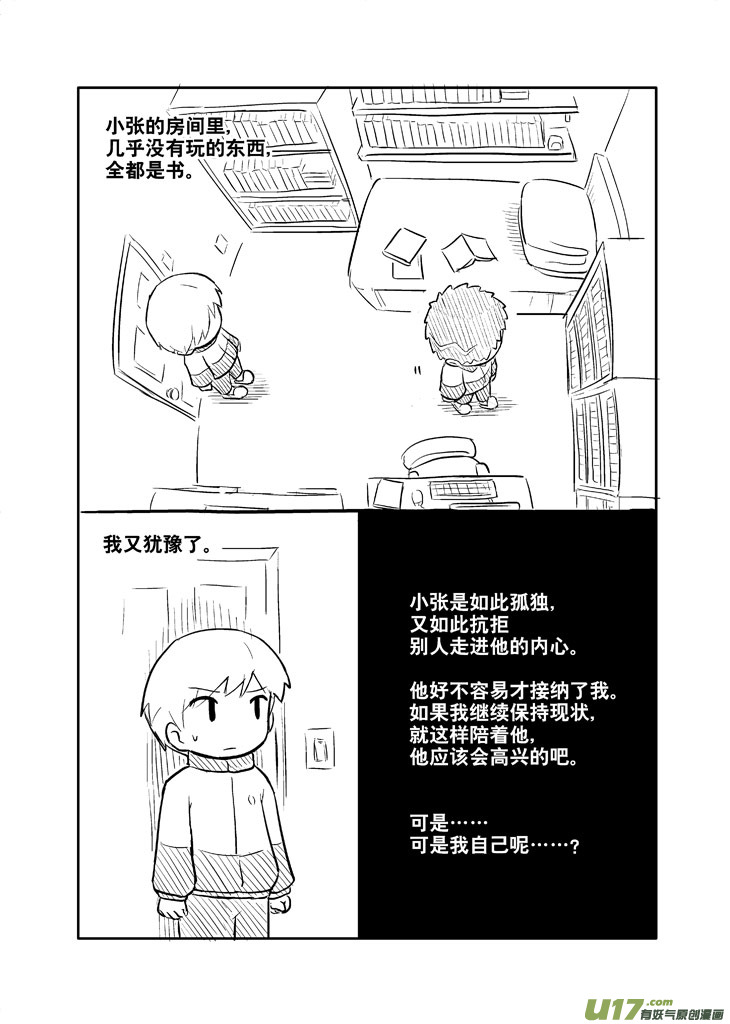 小张的房间里，
几乎没有玩的东西，
全都是书。
我又犹豫了。
小张是如此孤独，
又如此抗拒
别人走进他的内心。
他好不容易才接纳了我。
如果我继续保持现状，
就这样陪着他，
他应该会高兴的吧。
可是……
可是我自己呢……？
U17.com
有妖气原创漫画